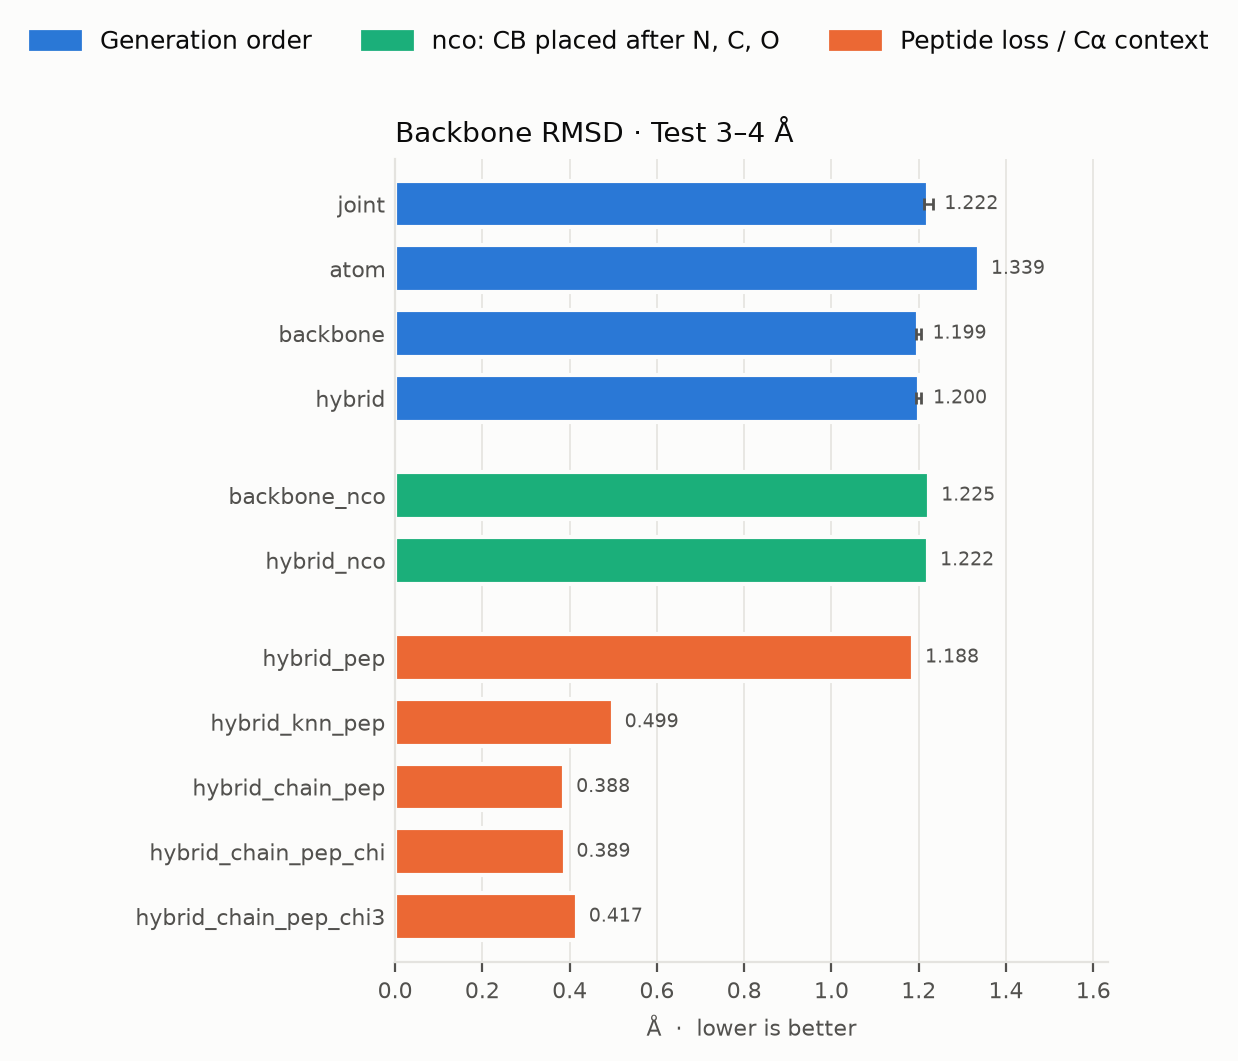 Generation order   nco: CB placed after N, C, O   Peptide loss / Cα context
Backbone RMSD · Test 3–4 Å
joint 1.222
atom 1.339
backbone 1.199
hybrid 1.200
backbone_nco 1.225
hybrid_nco 1.222
hybrid_pep 1.188
hybrid_knn_pep 0.499
hybrid_chain_pep 0.388
hybrid_chain_pep_chi 0.389
hybrid_chain_pep_chi3 0.417
0.0 0.2 0.4 0.6 0.8 1.0 1.2 1.4 1.6
Å · lower is better